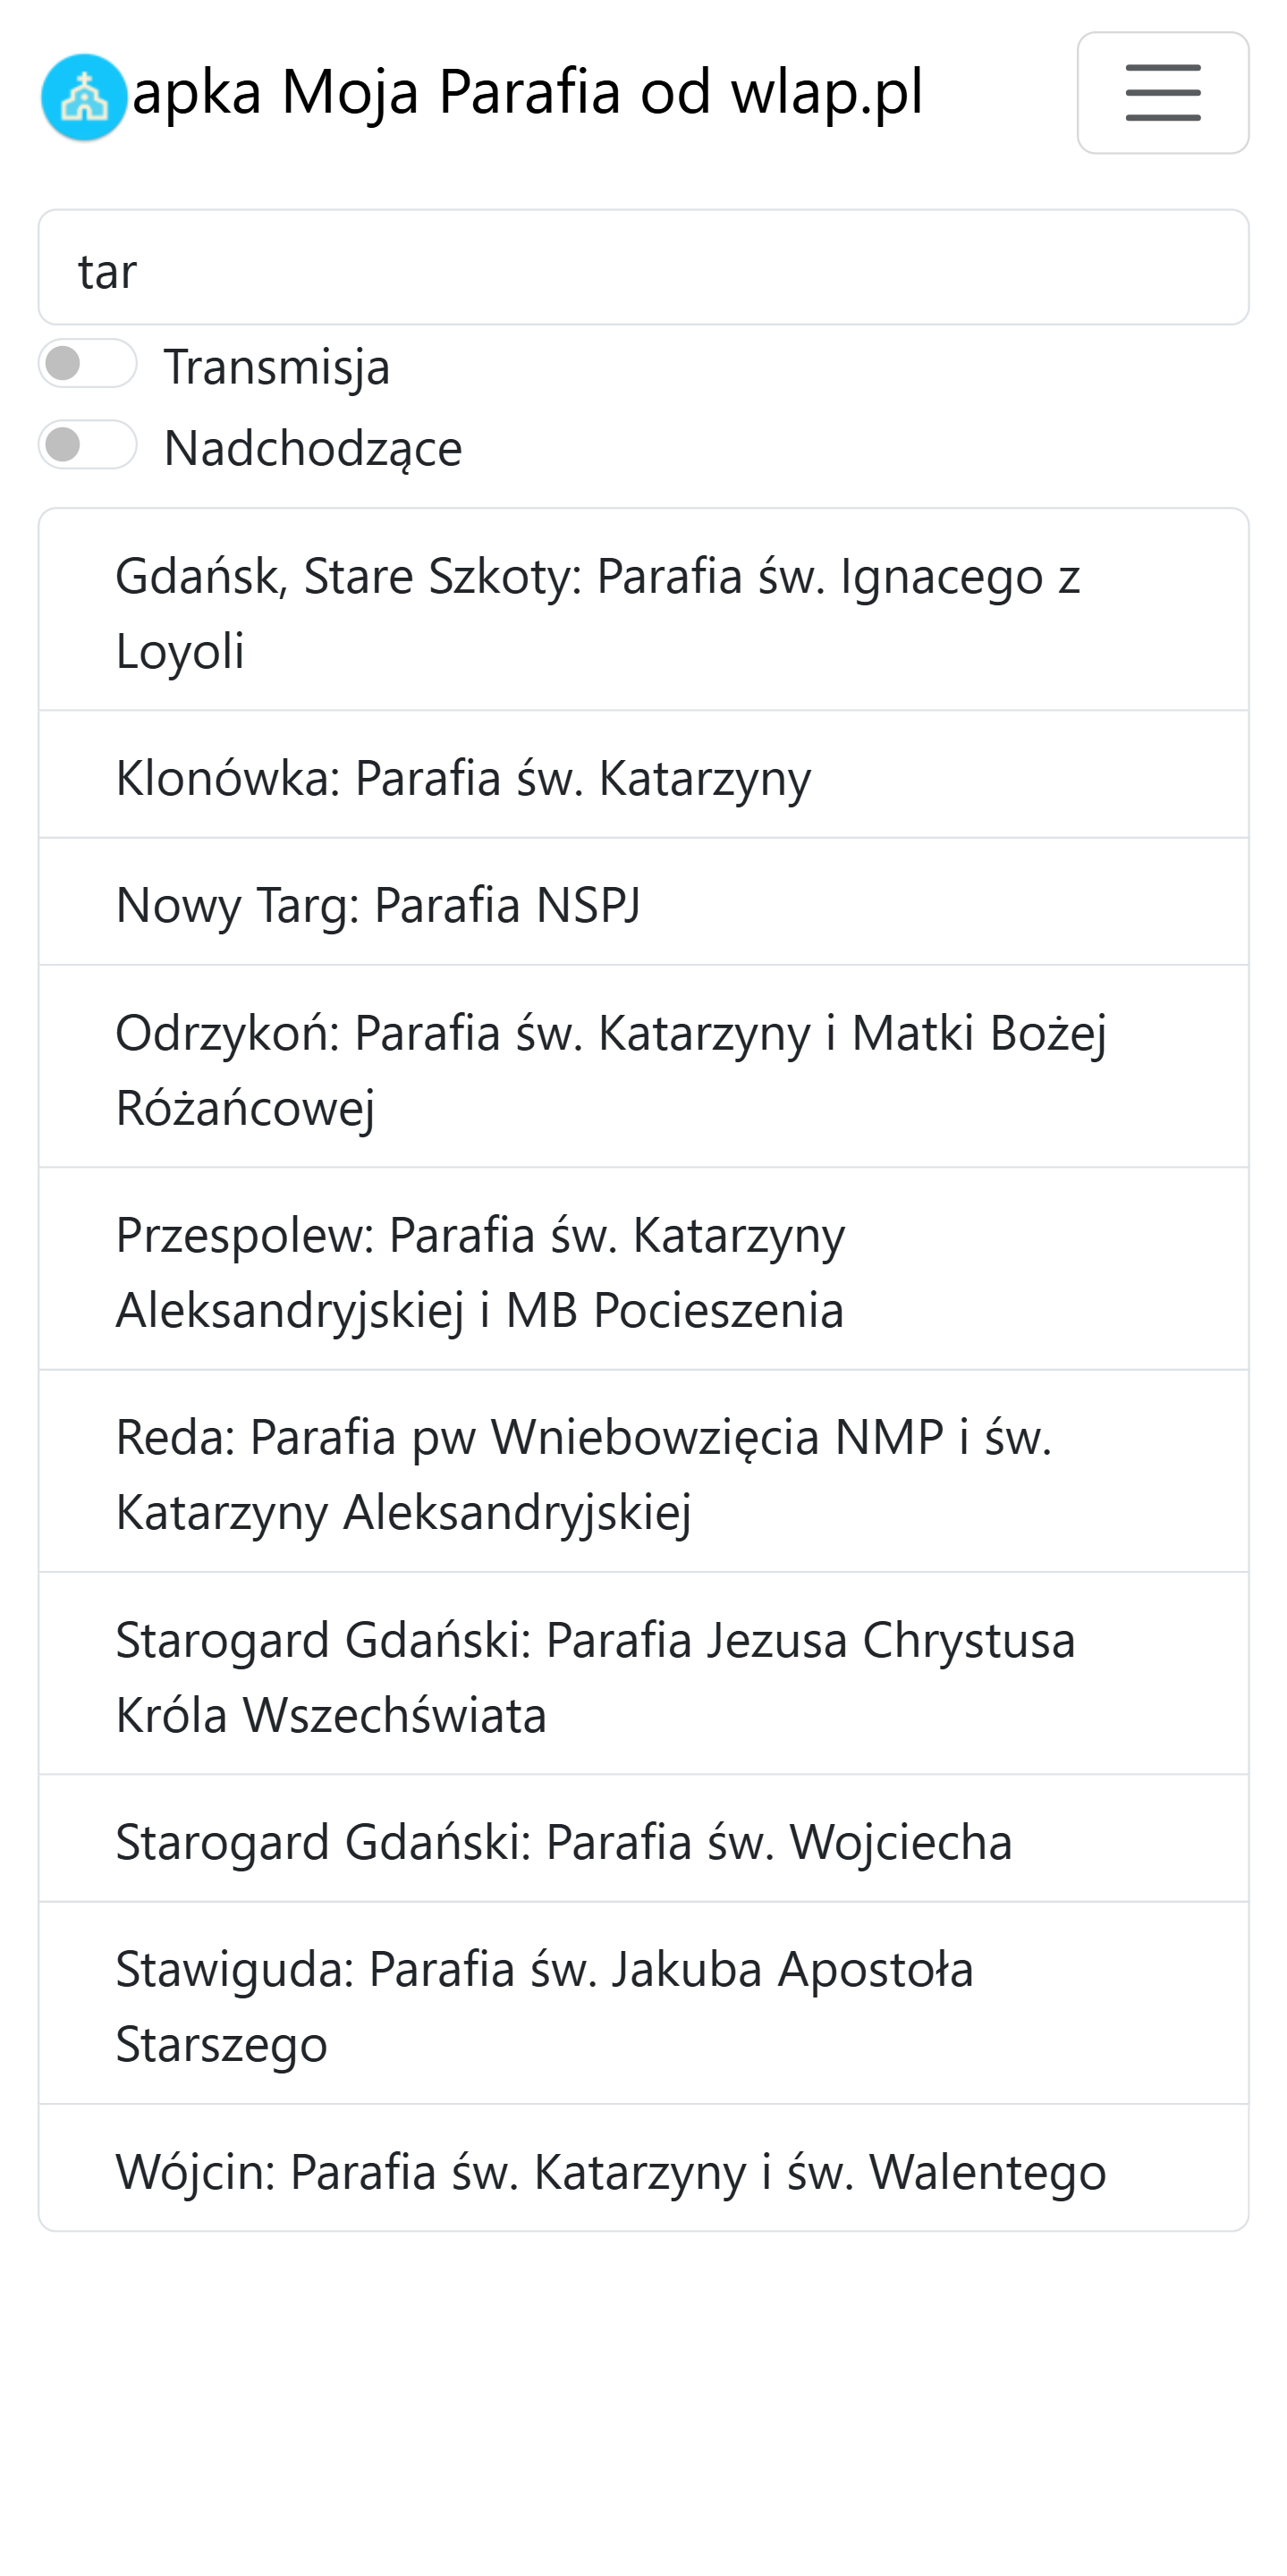 apka Moja Parafia od wlap.pl
tar
Transmisja
Nadchodzące
Gdańsk, Stare Szkoty: Parafia św. Ignacego z
Loyoli
Klonówka: Parafia św. Katarzyny
Nowy Targ: Parafia NSPJ
Odrzykoń: Parafia św. Katarzyny i Matki Bożej
Różańcowej
Przespolew: Parafia św. Katarzyny
Aleksandryjskiej i MB Pocieszenia
Reda: Parafia pw Wniebowzięcia NMP i św.
Katarzyny Aleksandryjskiej
Starogard Gdański: Parafia Jezusa Chrystusa
Króla Wszechświata
Starogard Gdański: Parafia św. Wojciecha
Stawiguda: Parafia św. Jakuba Apostoła
Starszego
Wójcin: Parafia św. Katarzyny i św. Walentego